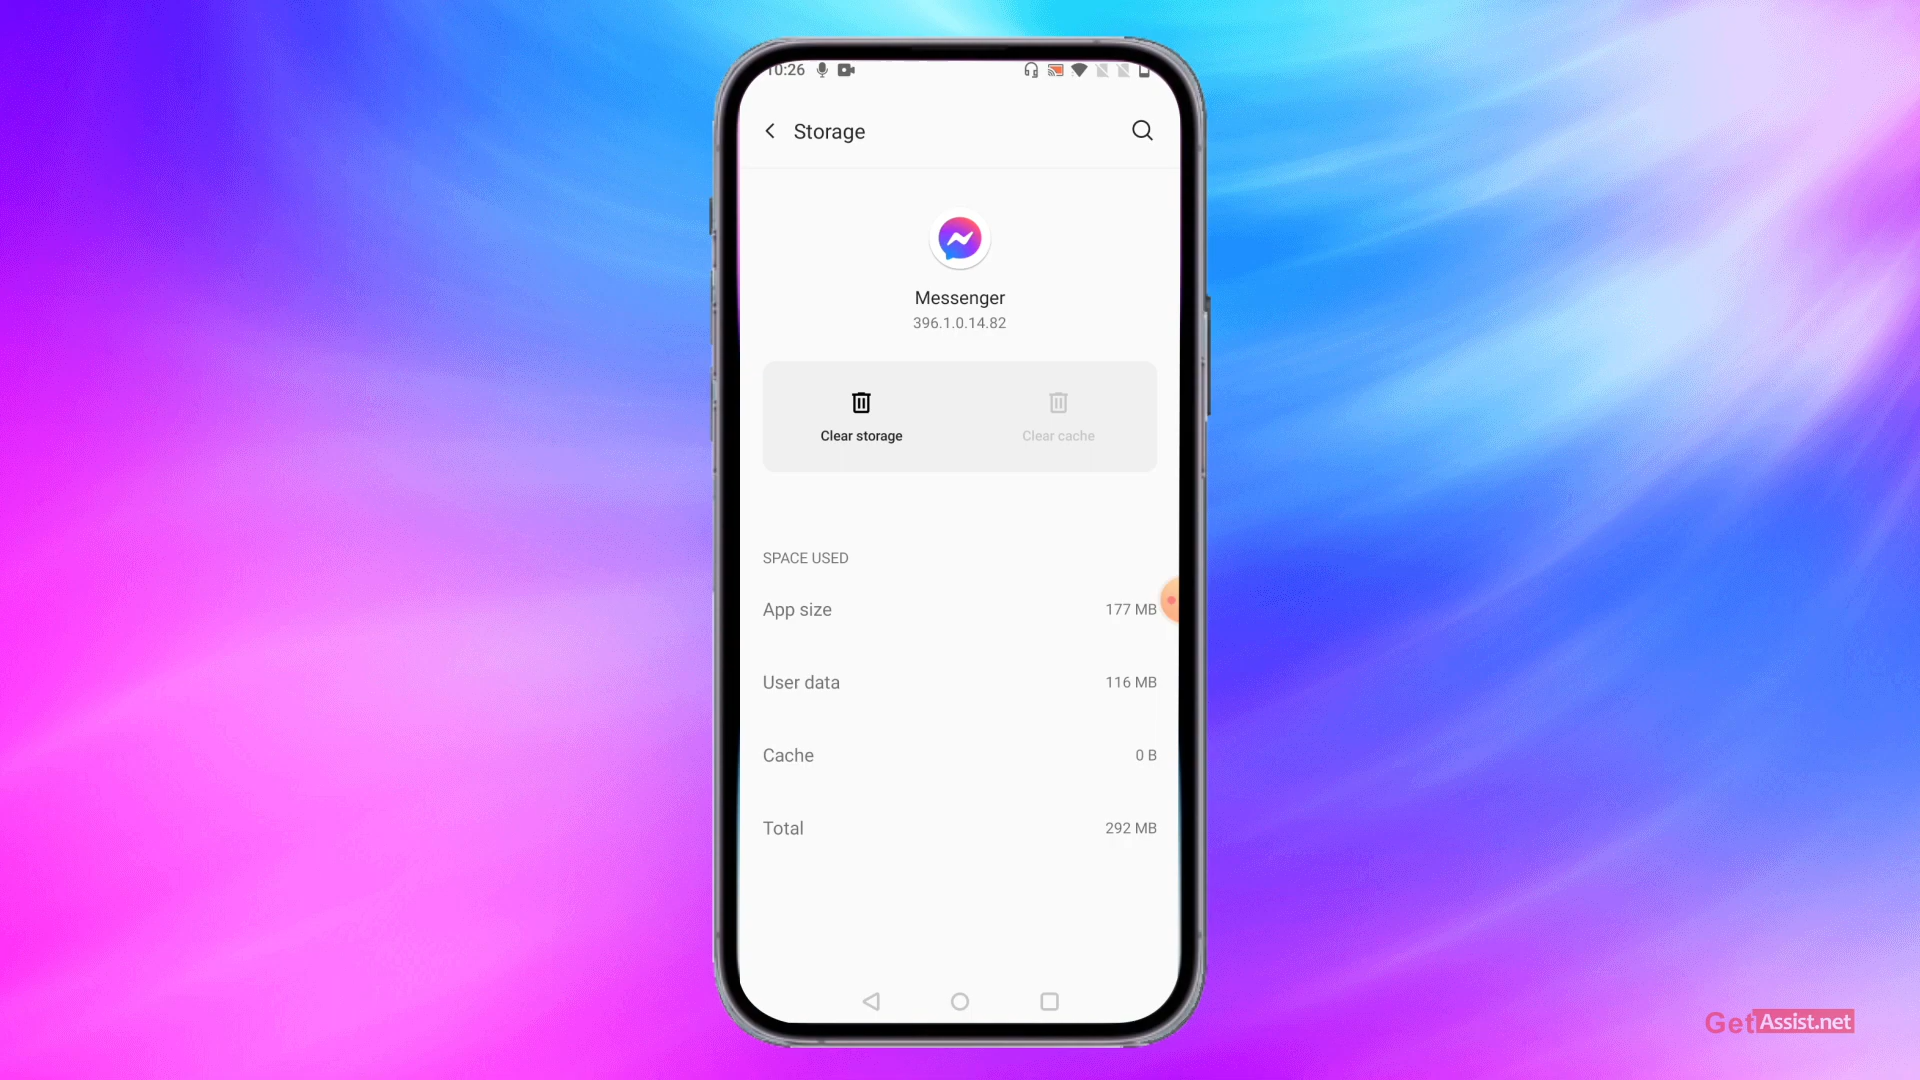 10:26
Storage
Messenger
396.1.0.14.82
Clear storage
Clear cache
SPACE USED
App size 177 MB
User data 116 MB
Cache 0 B
Total 292 MB
GetAssist.net